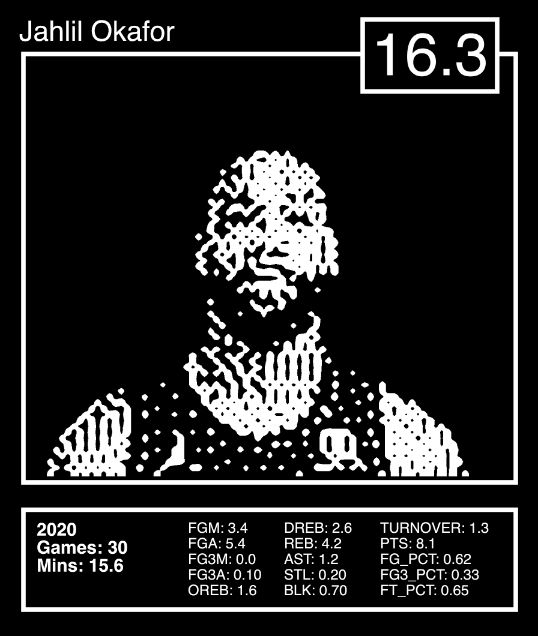 Jahlil Okafor
16.3
2020
Games: 30
Mins: 15.6
FGM: 3.4
FGA: 5.4
FG3M: 0.0
FG3A: 0.10
OREB: 1.6
DREB: 2.6
REB: 4.2
AST: 1.2
STL: 0.20
BLK: 0.70
TURNOVER: 1.3
PTS: 8.1
FG_PCT: 0.62
FG3_PCT: 0.33
FT_PCT: 0.65